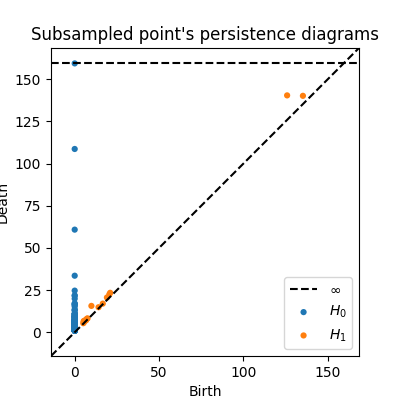 Subsampled point's persistence diagrams
150
125
100
75
50
25
0
Death
0 50 100 150
Birth
∞
H0
H1